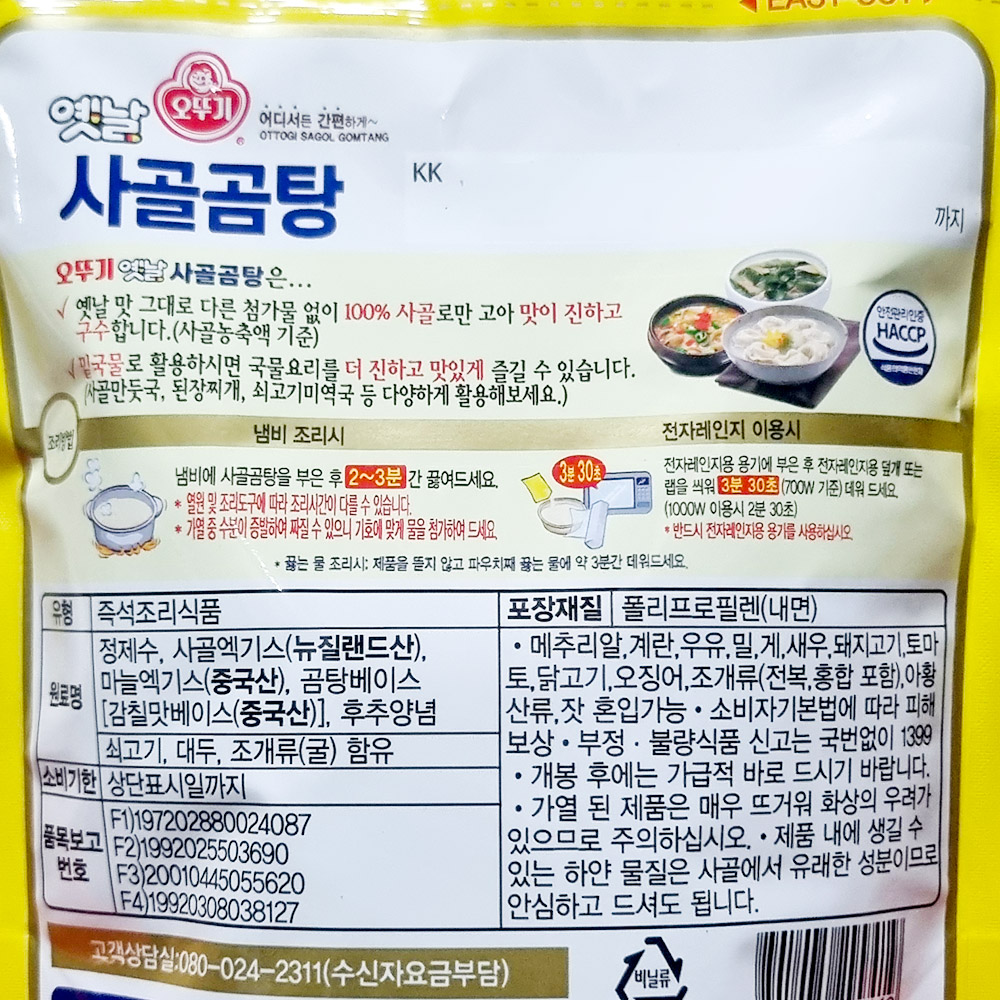 EASY CUT
옛날 오뚜기® 어디서든 간편하게~
OTTOGI SAGOL GOMTANG
사골곰탕
KK
까지
오뚜기 옛날 사골곰탕은...
√ 옛날 맛 그대로 다른 첨가물 없이 100% 사골로만 고아 맛이 진하고
구수합니다.(사골농축액 기준)
√ 밑국물로 활용하시면 국물요리를 더 진하고 맛있게 즐길 수 있습니다.
(사골만둣국, 된장찌개, 쇠고기미역국 등 다양하게 활용해보세요.)
안전관리인증
HACCP
식품의약품안전처
조리방법
냄비 조리시
냄비에 사골곰탕을 부은 후 2~3분간 끓여드세요.
* 열원 및 조리도구에 따라 조리시간이 다를 수 있습니다.
* 가열 중 수분이 증발하여 짜질 수 있으니 기호에 맞게 물을 첨가하여 드세요.
전자레인지 이용시
3분 30초
전자레인지용 용기에 부은 후 전자레인지용 덮개 또는
랩을 씌워 3분 30초(700W 기준) 데워 드세요.
(1000W 이용시 2분 30초)
* 반드시 전자레인지용 용기를 사용하십시오.
* 끓는 물 조리시: 제품을 뜯지 않고 파우치째 끓는 물에 약 3분간 데워드세요.
유형 즉석조리식품
원료명 정제수, 사골엑기스(뉴질랜드산),
마늘엑기스(중국산), 곰탕베이스
[감칠맛베이스(중국산)], 후추양념
쇠고기, 대두, 조개류(굴) 함유
소비기한 상단표시일까지
품목보고번호 F1)197202880024087
F2)1992025503690
F3)20010445055620
F4)19920308038127
포장재질 폴리프로필렌(내면)
• 메추리알,계란,우유,밀,게,새우,돼지고기,토마
토,닭고기,오징어,조개류(전복,홍합 포함),아황
산류,잣 혼입가능 • 소비자기본법에 따라 피해
보상 • 부정 · 불량식품 신고는 국번없이 1399
• 개봉 후에는 가급적 바로 드시기 바랍니다.
• 가열 된 제품은 매우 뜨거워 화상의 우려가
있으므로 주의하십시오. • 제품 내에 생길 수
있는 하얀 물질은 사골에서 유래한 성분이므로
안심하고 드셔도 됩니다.
고객상담실:080-024-2311(수신자요금부담)
비닐류